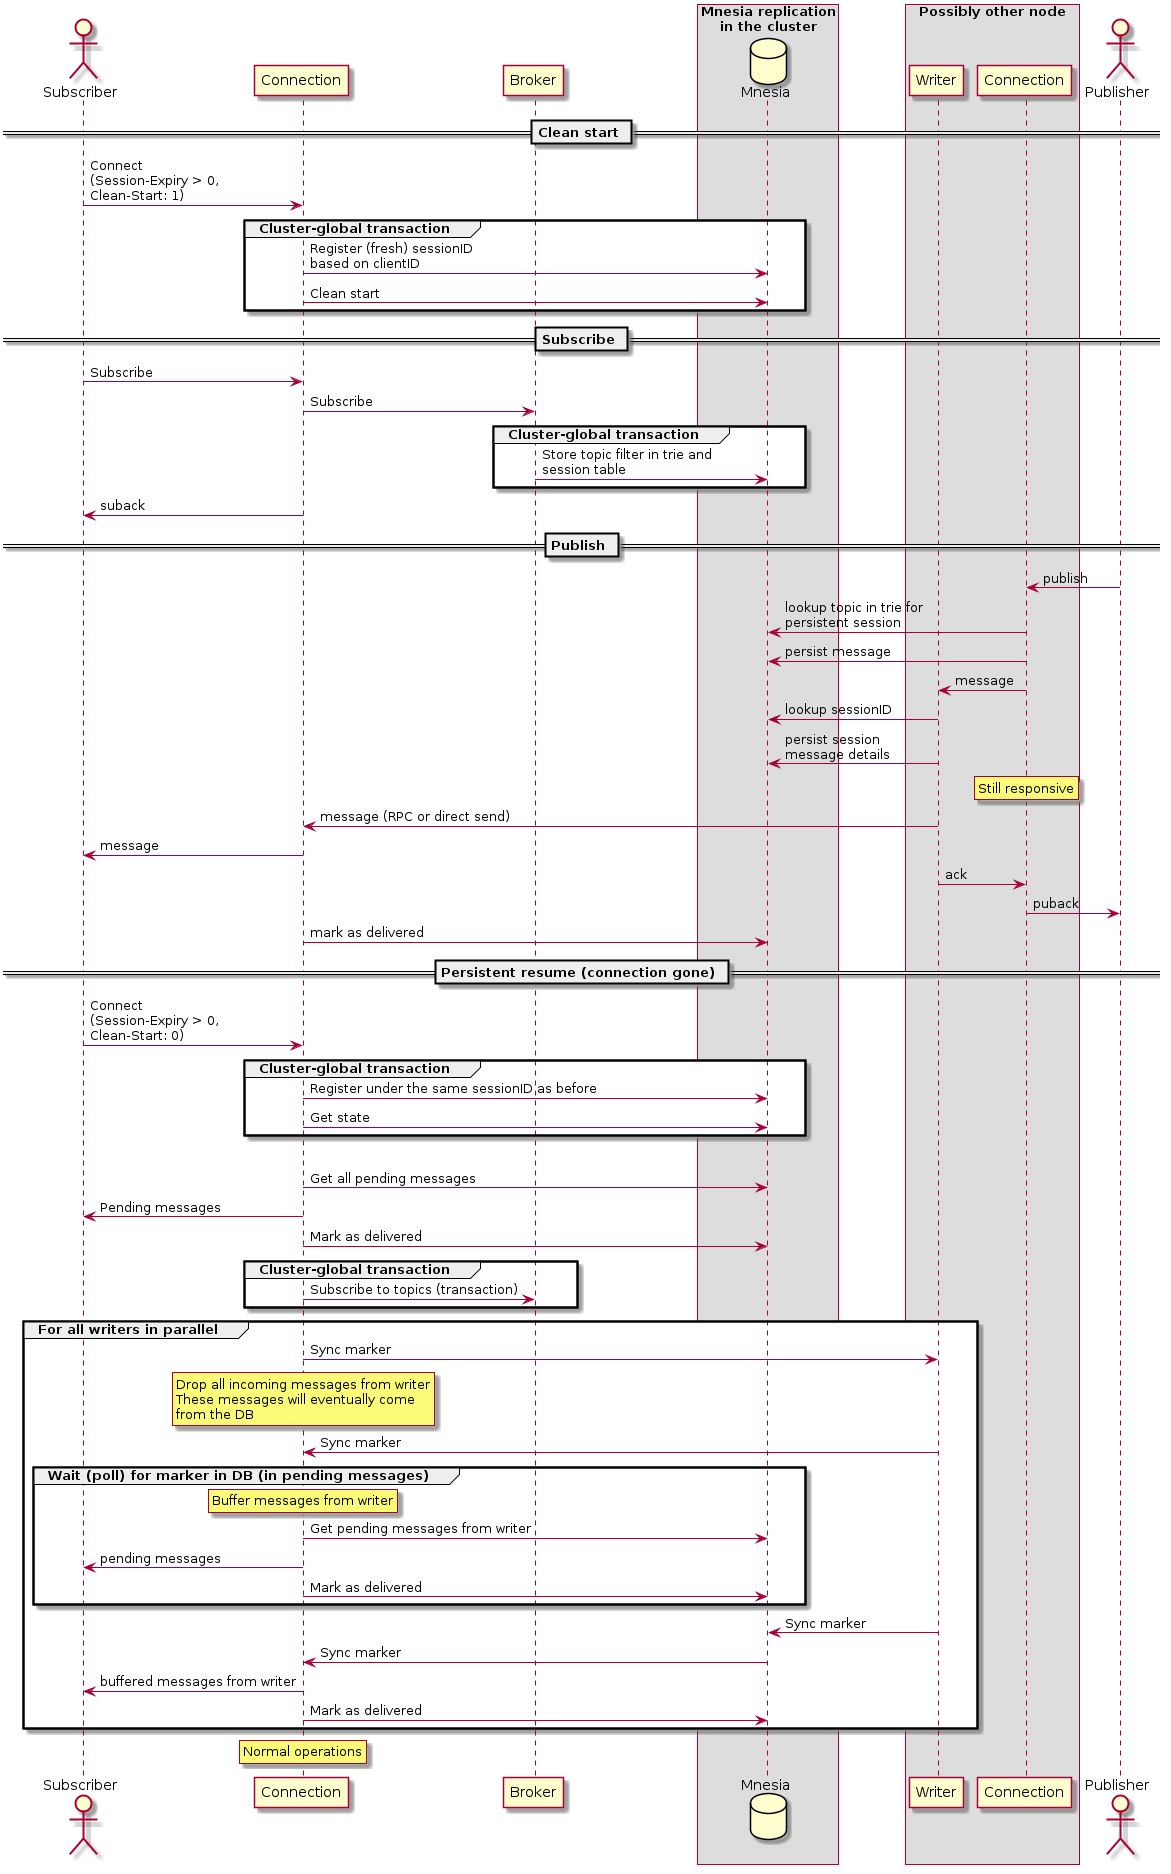 Mnesia replication
in the cluster
Possibly other node
Subscriber
Connection
Broker
Mnesia
Writer
Connection
Publisher
Clean start
Connect
(Session-Expiry > 0,
Clean-Start: 1)
Cluster-global transaction
Register (fresh) sessionID
based on clientID
Clean start
Subscribe
Subscribe
Subscribe
Cluster-global transaction
Store topic filter in trie and
session table
suback
Publish
publish
lookup topic in trie for
persistent session
persist message
message
lookup sessionID
persist session
message details
Still responsive
message (RPC or direct send)
message
ack
puback
mark as delivered
Persistent resume (connection gone)
Connect
(Session-Expiry > 0,
Clean-Start: 0)
Cluster-global transaction
Register under the same sessionID as before
Get state
Get all pending messages
Pending messages
Mark as delivered
Cluster-global transaction
Subscribe to topics (transaction)
For all writers in parallel
Sync marker
Drop all incoming messages from writer
These messages will eventually come
from the DB
Sync marker
Wait (poll) for marker in DB (in pending messages)
Buffer messages from writer
Get pending messages from writer
pending messages
Mark as delivered
Sync marker
Sync marker
buffered messages from writer
Mark as delivered
Normal operations
Subscriber
Connection
Broker
Mnesia
Writer
Connection
Publisher